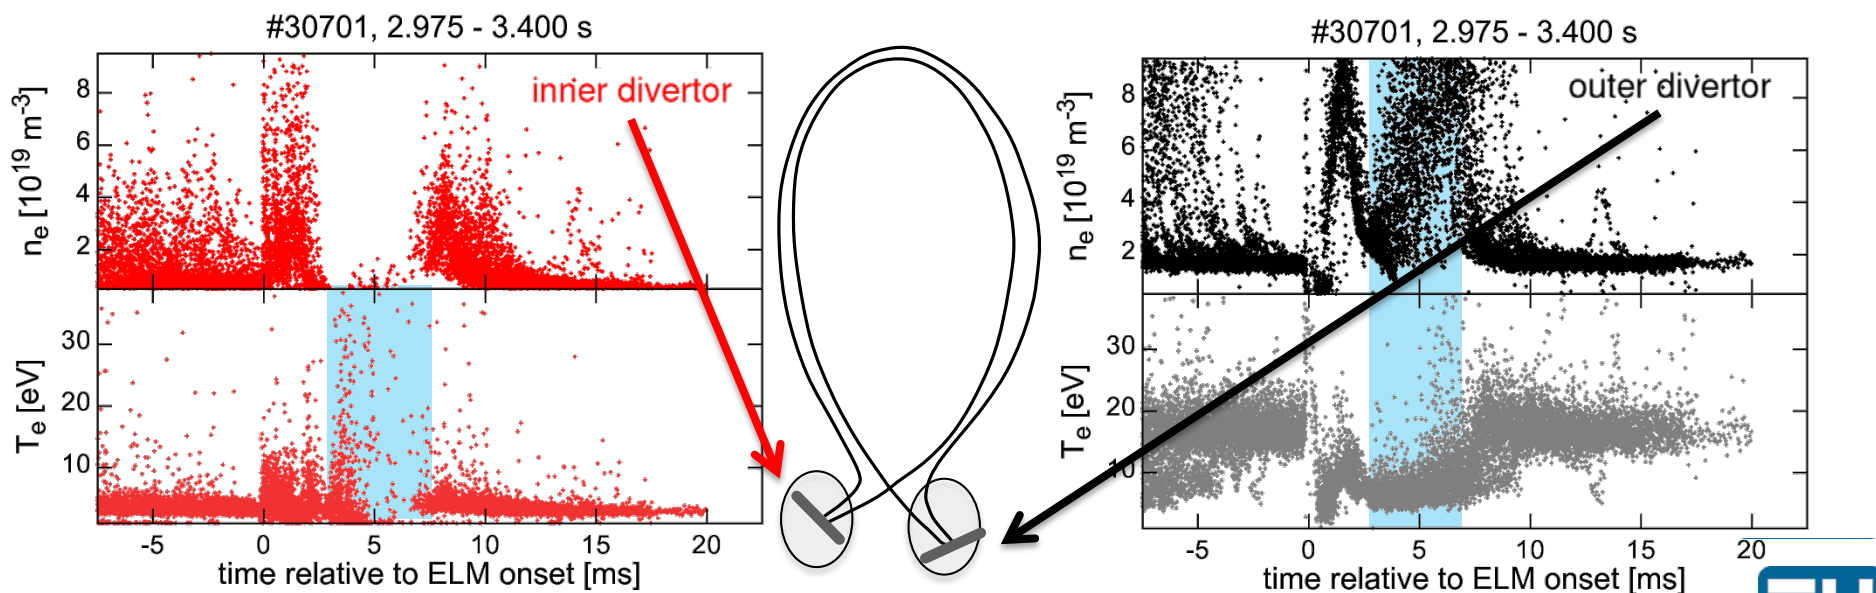 #30701, 2.975 - 3.400 s
inner divertor
n_e [10^19 m^-3]
8
6
4
2
T_e [eV]
30
20
10
-5 0 5 10 15 20
time relative to ELM onset [ms]
#30701, 2.975 - 3.400 s
outer divertor
n_e [10^19 m^-3]
8
6
4
2
T_e [eV]
30
20
10
-5 0 5 10 15 20
time relative to ELM onset [ms]